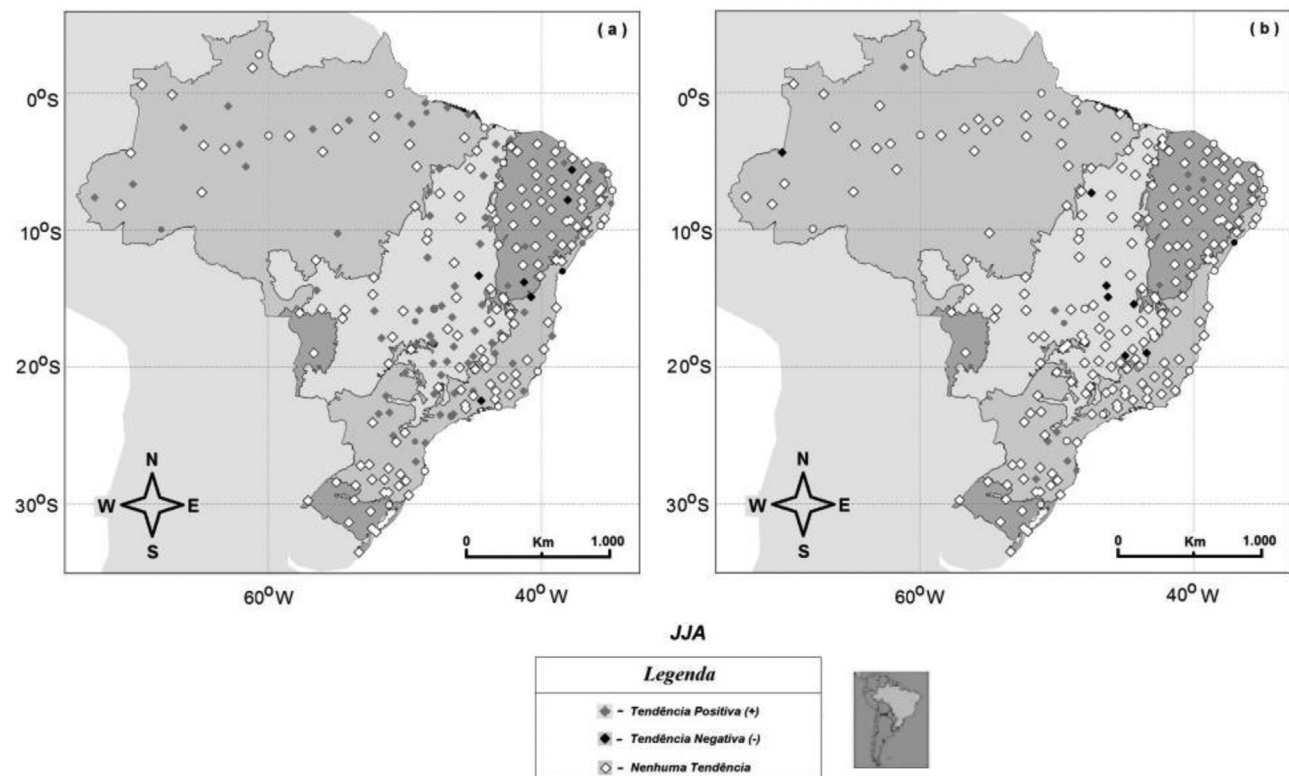 ( a )
( b )
0°S
10°S
20°S
30°S
N
W E
S
0 Km 1.000
60°W 40°W
0°S
10°S
20°S
30°S
N
W E
S
0 Km 1.000
60°W 40°W
JJA
Legenda
- Tendência Positiva (+)
- Tendência Negativa (-)
- Nenhuma Tendência